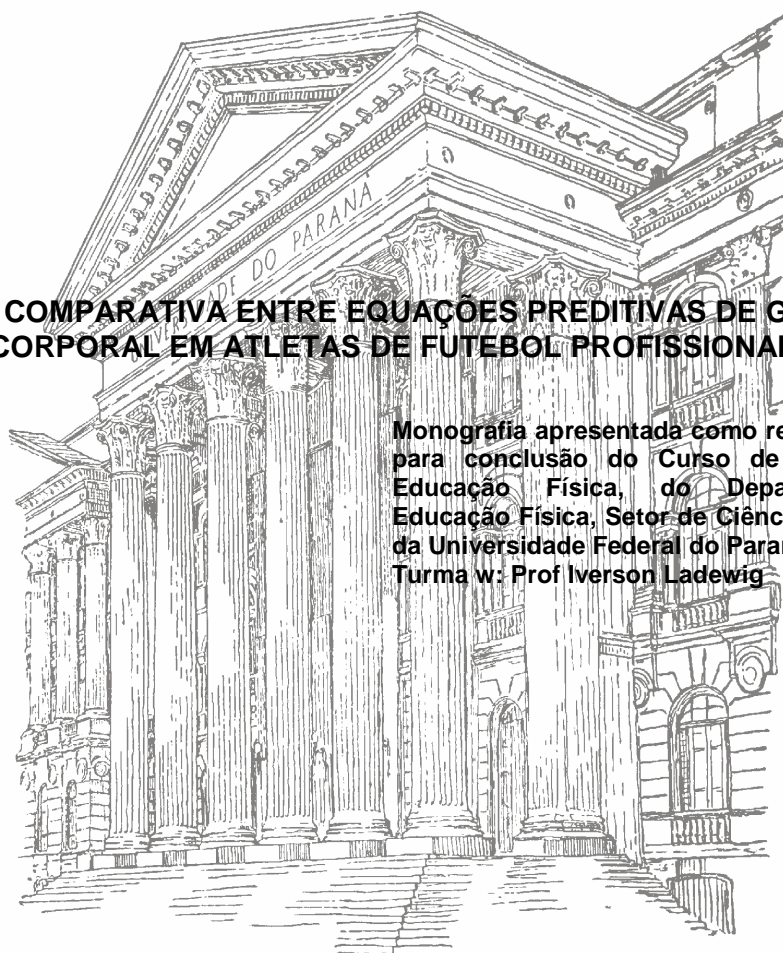 DADE DO PARANÁ
COMPARATIVA ENTRE EQUAÇÕES PREDITIVAS DE G
CORPORAL EM ATLETAS DE FUTEBOL PROFISSIONAL
Monografia apresentada como re
para conclusão do Curso de
Educação Física, do Depa
Educação Física, Setor de Ciênc
da Universidade Federal do Paran
Turma w: Prof Iverson Ladewig